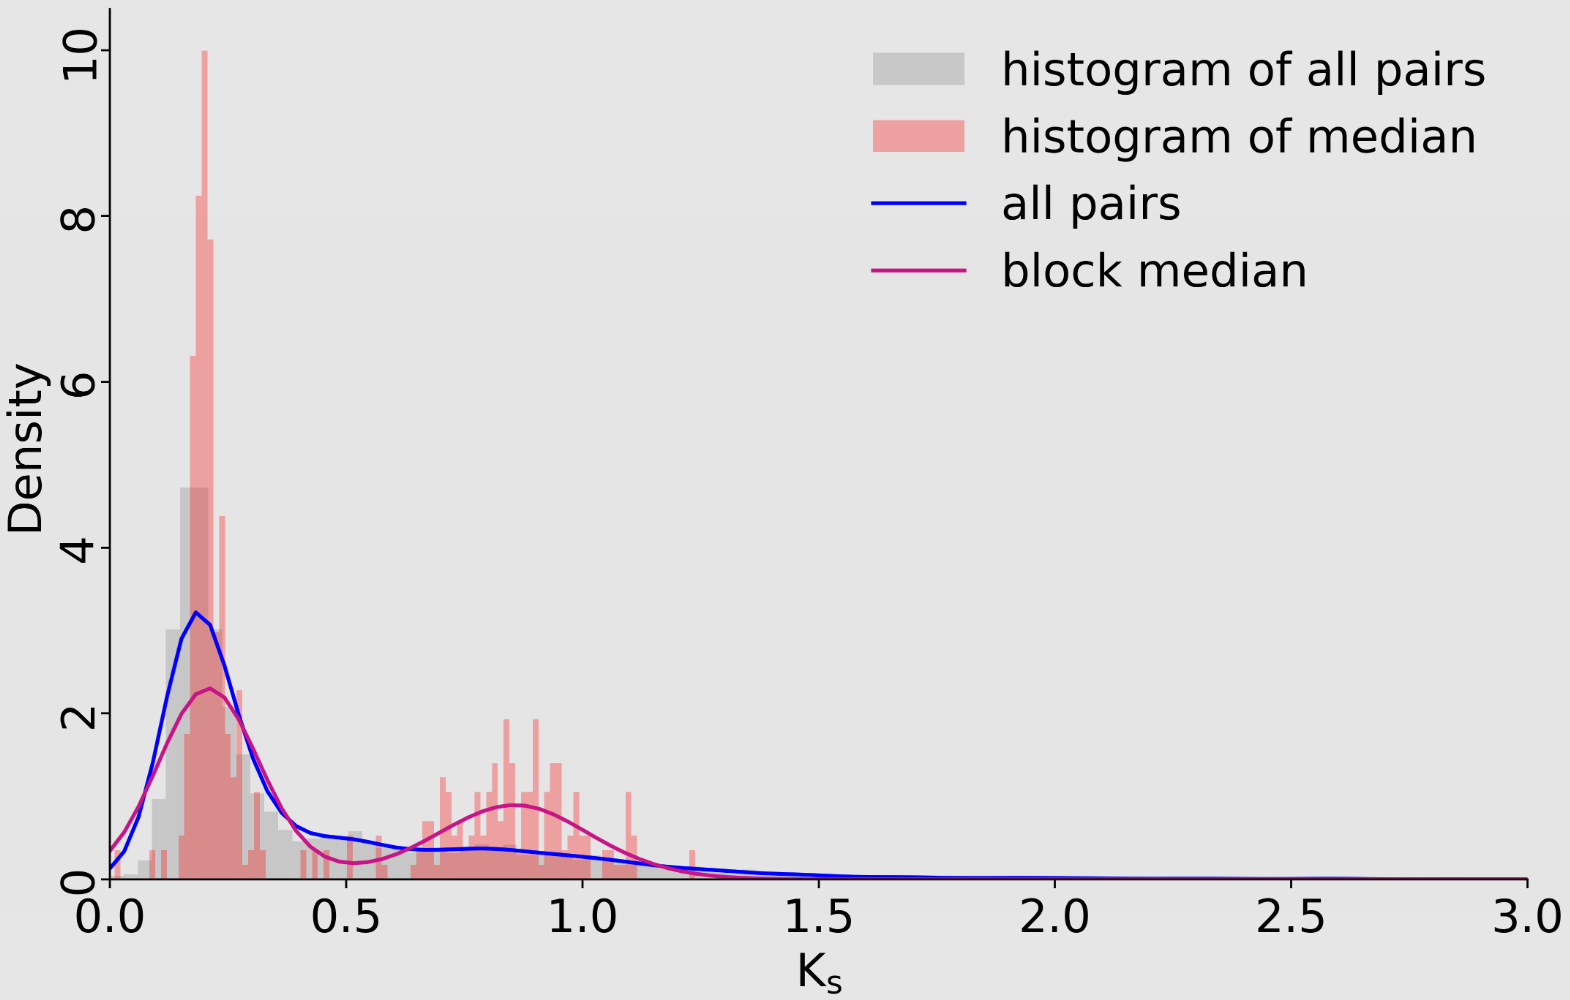 histogram of all pairs
histogram of median
all pairs
block median
Density
10
8
6
4
2
0
0.0 0.5 1.0 1.5 2.0 2.5 3.0
Ks